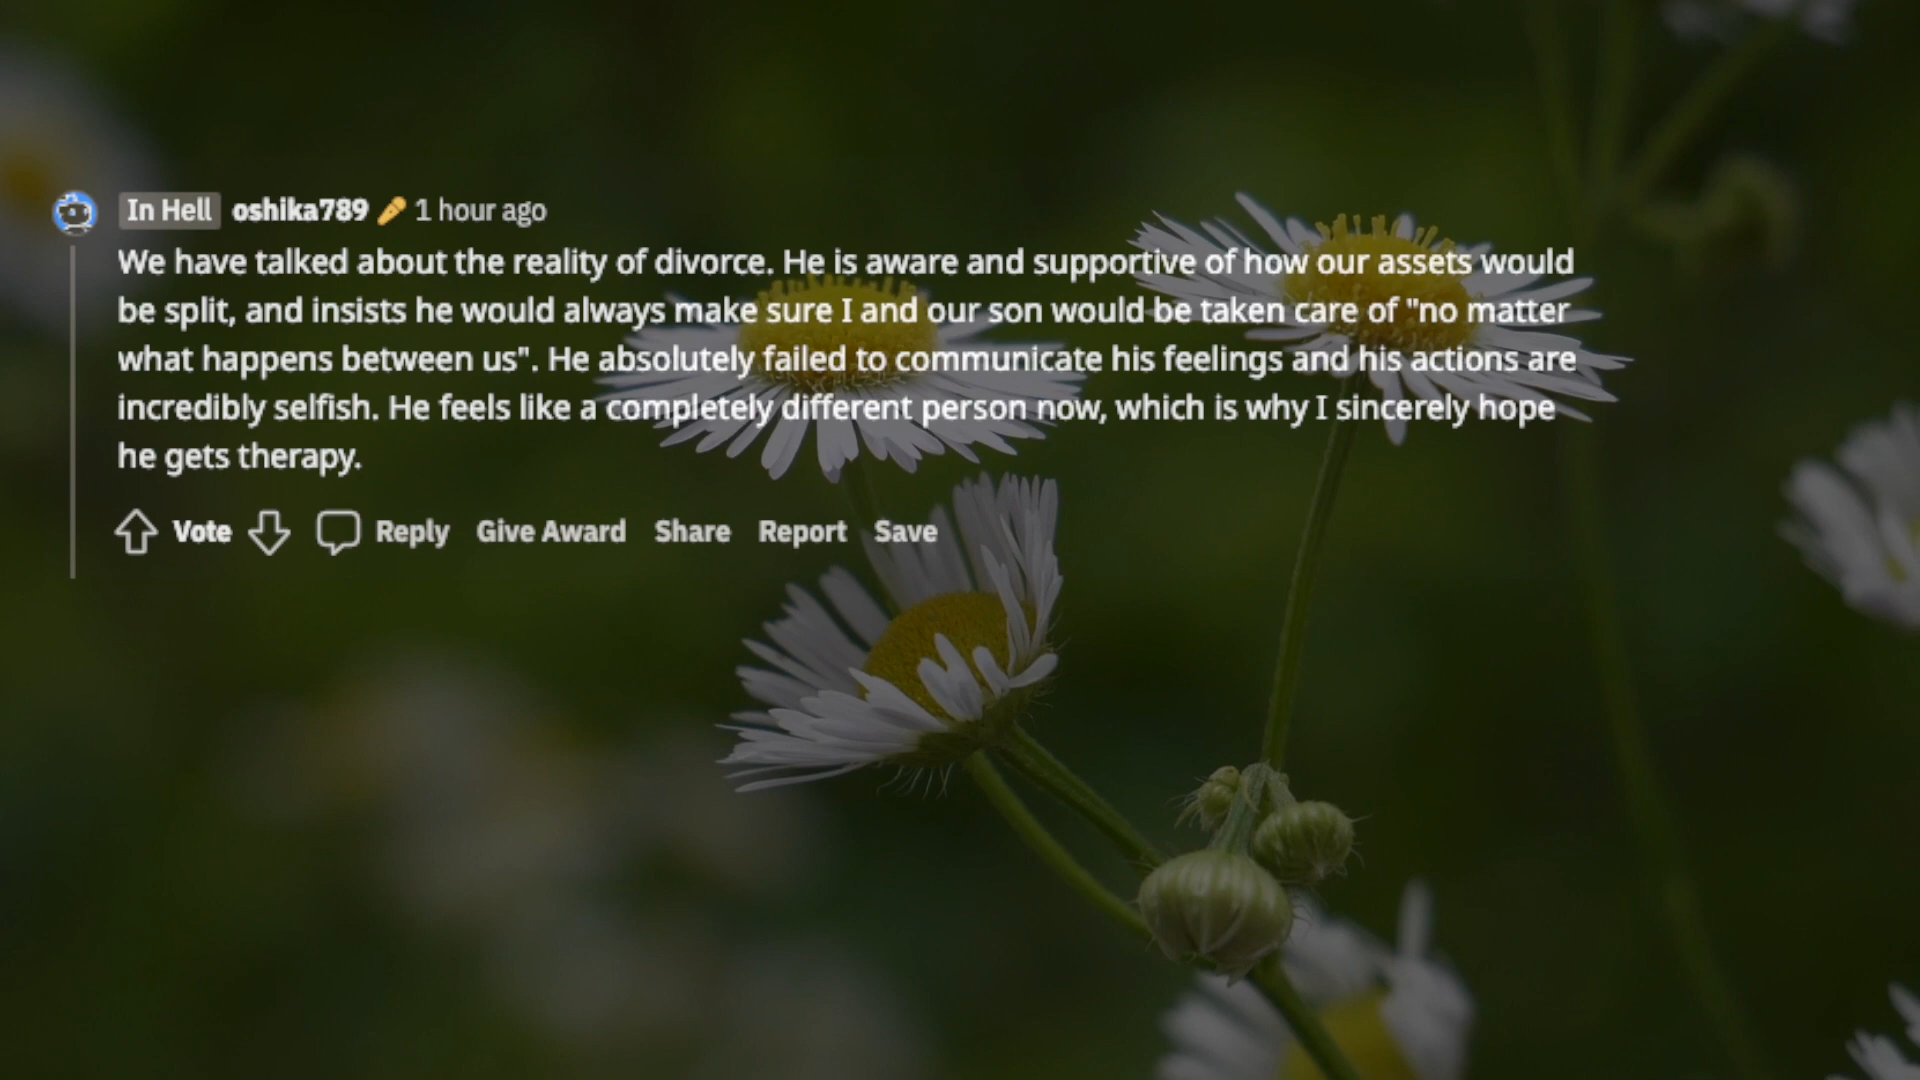 In Hell oshika789 1 hour ago
We have talked about the reality of divorce. He is aware and supportive of how our assets would
be split, and insists he would always make sure I and our son would be taken care of "no matter
what happens between us". He absolutely failed to communicate his feelings and his actions are
incredibly selfish. He feels like a completely different person now, which is why I sincerely hope
he gets therapy.
Vote Reply Give Award Share Report Save